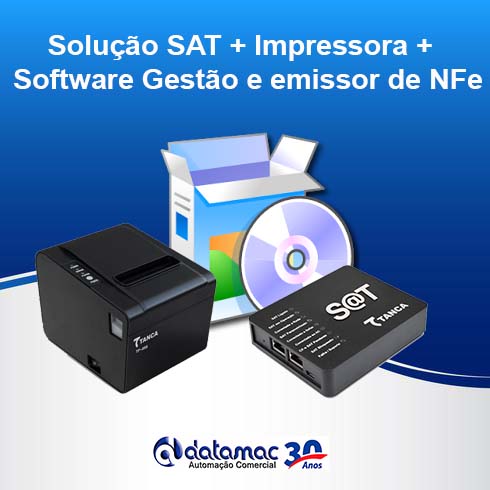 Solução SAT + Impressora +
Software Gestão e emissor de NFe
TANCA
S@T
TANCA
datamac 30
Automação Comercial Anos